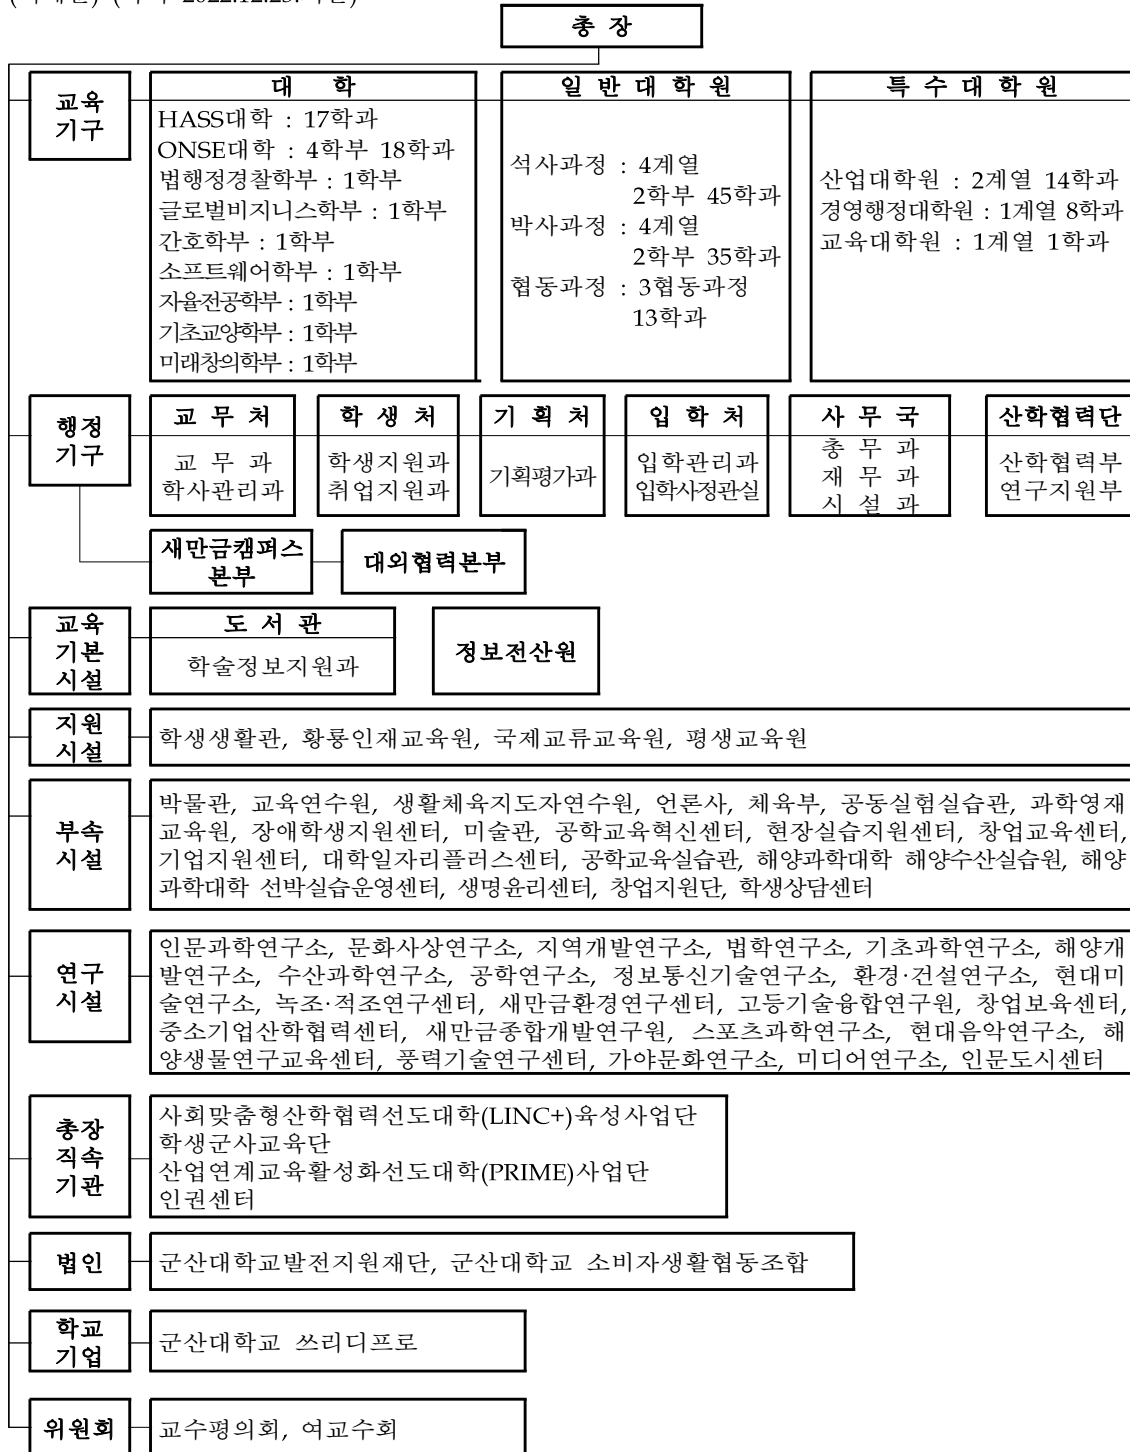 총 장
교육
기구
대 학
HASS대학 : 17학과
ONSE대학 : 4학부 18학과
법행정경찰학부 : 1학부
글로벌비지니스학부 : 1학부
간호학부 : 1학부
소프트웨어학부 : 1학부
자율전공학부 : 1학부
기초교양학부 : 1학부
미래창의학부 : 1학부
일 반 대 학 원
석사과정 : 4계열
2학부 45학과
박사과정 : 4계열
2학부 35학과
협동과정 : 3협동과정
13학과
특 수 대 학 원
산업대학원 : 2계열 14학과
경영행정대학원 : 1계열 8학과
교육대학원 : 1계열 1학과
행정
기구
교 무 처
교 무 과
학사관리과
학 생 처
학생지원과
취업지원과
기 획 처
기획평가과
입 학 처
입학관리과
입학사정관실
사 무 국
총 무 과
재 무 과
시 설 과
산학협력단
산학협력부
연구지원부
새만금캠퍼스
본부
대외협력본부
교육
기본
시설
도 서 관
학술정보지원과
정보전산원
지원
시설
학생생활관, 황룡인재교육원, 국제교류교육원, 평생교육원
부속
시설
박물관, 교육연수원, 생활체육지도자연수원, 언론사, 체육부, 공동실험실습관, 과학영재
교육원, 장애학생지원센터, 미술관, 공학교육혁신센터, 현장실습지원센터, 창업교육센터,
기업지원센터, 대학일자리플러스센터, 공학교육실습관, 해양과학대학 해양수산실습원, 해양
과학대학 선박실습운영센터, 생명윤리센터, 창업지원단, 학생상담센터
연구
시설
인문과학연구소, 문화사상연구소, 지역개발연구소, 법학연구소, 기초과학연구소, 해양개
발연구소, 수산과학연구소, 공학연구소, 정보통신기술연구소, 환경·건설연구소, 현대미
술연구소, 녹조·적조연구센터, 새만금환경연구센터, 고등기술융합연구원, 창업보육센터,
중소기업산학협력센터, 새만금종합개발연구원, 스포츠과학연구소, 현대음악연구소, 해
양생물연구교육센터, 풍력기술연구센터, 가야문화연구소, 미디어연구소, 인문도시센터
총장
직속
기관
사회맞춤형산학협력선도대학(LINC+)육성사업단
학생군사교육단
산업연계교육활성화선도대학(PRIME)사업단
인권센터
법인
군산대학교발전지원재단, 군산대학교 소비자생활협동조합
학교
기업
군산대학교 쓰리디프로
위원회
교수평의회, 여교수회